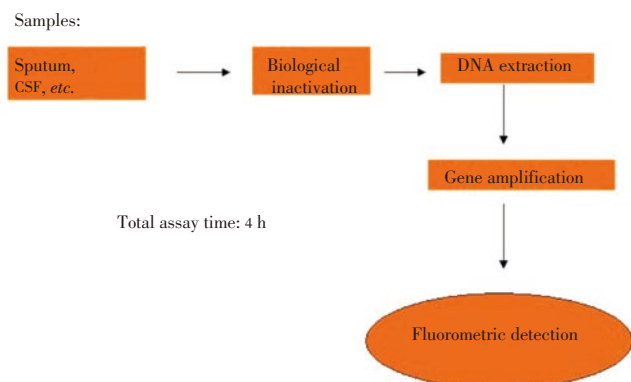 Samples:
Sputum,
CSF, etc.
Biological
inactivation
DNA extraction
Gene amplification
Total assay time: 4 h
Fluorometric detection